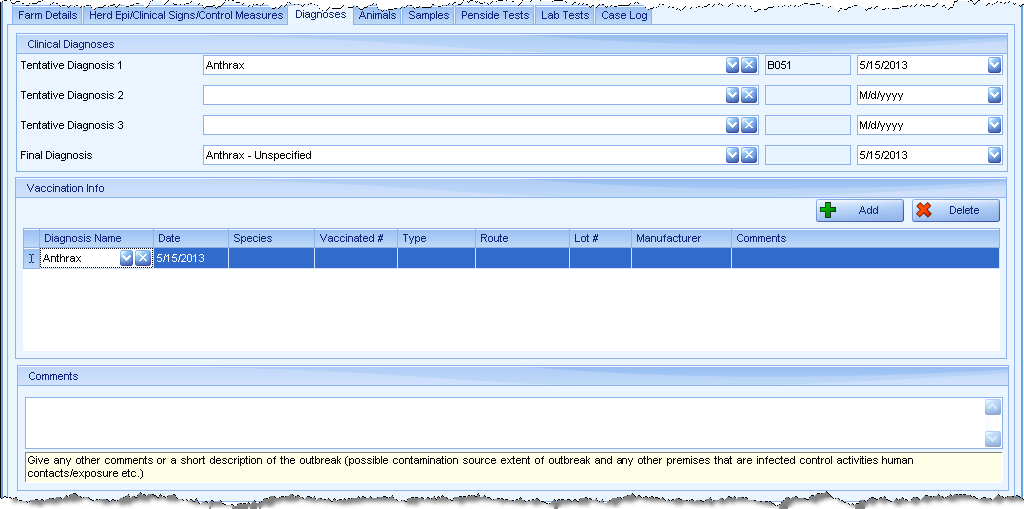 Farm Details Herd Epi/Clinical Signs/Control Measures Diagnoses Animals Samples Penside Tests Lab Tests Case Log
Clinical Diagnoses
Tentative Diagnosis 1 Anthrax B051 5/15/2013
Tentative Diagnosis 2 M/d/yyyy
Tentative Diagnosis 3 M/d/yyyy
Final Diagnosis Anthrax - Unspecified 5/15/2013
Vaccination Info
Add Delete
Diagnosis Name Date Species Vaccinated # Type Route Lot # Manufacturer Comments
Anthrax 5/15/2013
Comments
Give any other comments or a short description of the outbreak (possible contamination source extent of outbreak and any other premises that are infected control activities human
contacts/exposure etc.)